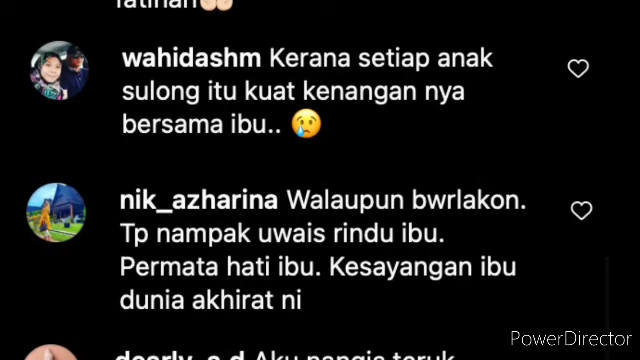 wahidashm Kerana setiap anak
sulong itu kuat kenangan nya
bersama ibu.. 😢
nik_azharina Walaupun bwrlakon.
Tp nampak uwais rindu ibu.
Permata hati ibu. Kesayangan ibu
dunia akhirat ni
PowerDirector